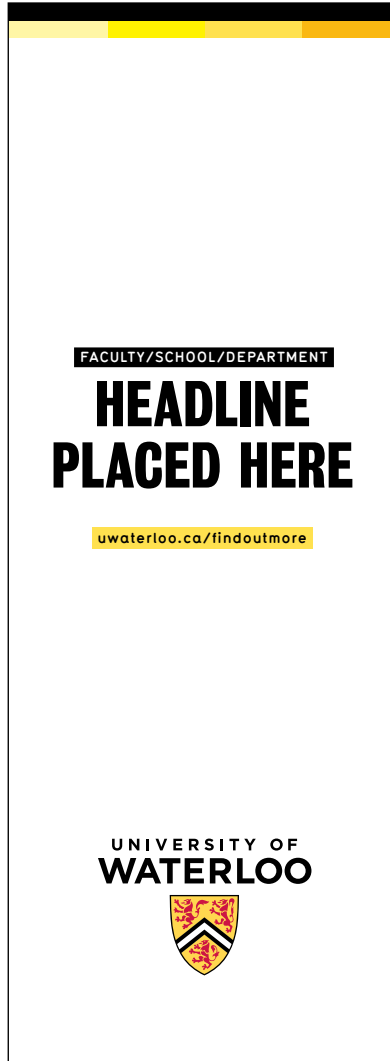 FACULTY/SCHOOL/DEPARTMENT
HEADLINE
PLACED HERE
uwaterloo.ca/findoutmore
UNIVERSITY OF
WATERLOO